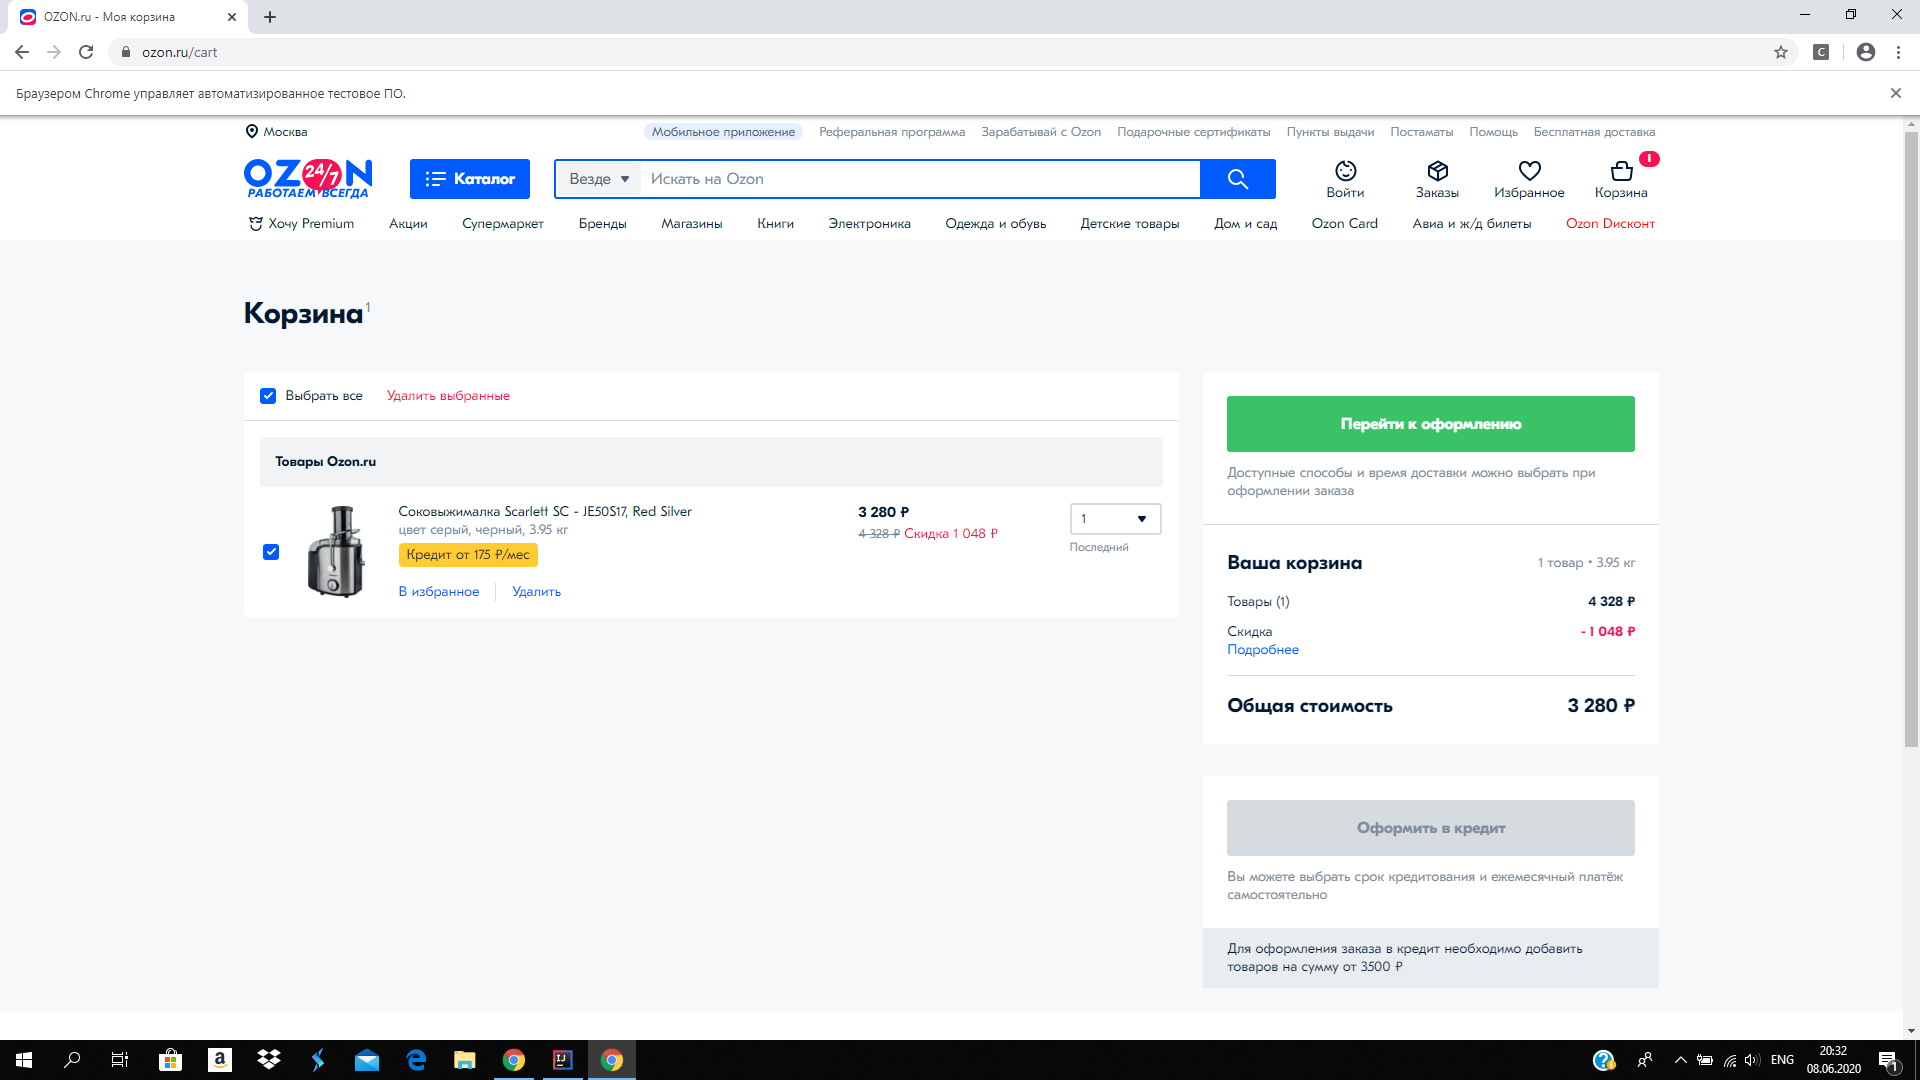 OZON.ru - Моя корзина
ozon.ru/cart
C
Браузером Chrome управляет автоматизированное тестовое ПО.
Москва
Мобильное приложение Реферальная программа Зарабатывай с Ozon Подарочные сертификаты Пункты выдачи Постаматы Помощь Бесплатная доставка
OZON 24/7
РАБОТАЕМ ВСЕГДА
Каталог
Везде Искать на Ozon
Войти Заказы Избранное Корзина 1
Хочу Premium Акции Супермаркет Бренды Магазины Книги Электроника Одежда и обувь Детские товары Дом и сад Ozon Card Авиа и ж/д билеты Ozon Dисконт
Корзина 1
Выбрать все Удалить выбранные
Товары Ozon.ru
Соковыжималка Scarlett SC - JE50S17, Red Silver
цвет серый, черный, 3.95 кг
Кредит от 175 ₽/мес
В избранное Удалить
3 280 ₽
4 328 ₽ Скидка 1 048 ₽
1
Последний
Перейти к оформлению
Доступные способы и время доставки можно выбрать при
оформлении заказа
Ваша корзина 1 товар • 3.95 кг
Товары (1) 4 328 ₽
Скидка - 1 048 ₽
Подробнее
Общая стоимость 3 280 ₽
Оформить в кредит
Вы можете выбрать срок кредитования и ежемесячный платёж
самостоятельно
Для оформления заказа в кредит необходимо добавить
товаров на сумму от 3500 ₽
a
IJ
ENG
20:32
08.06.2020
1